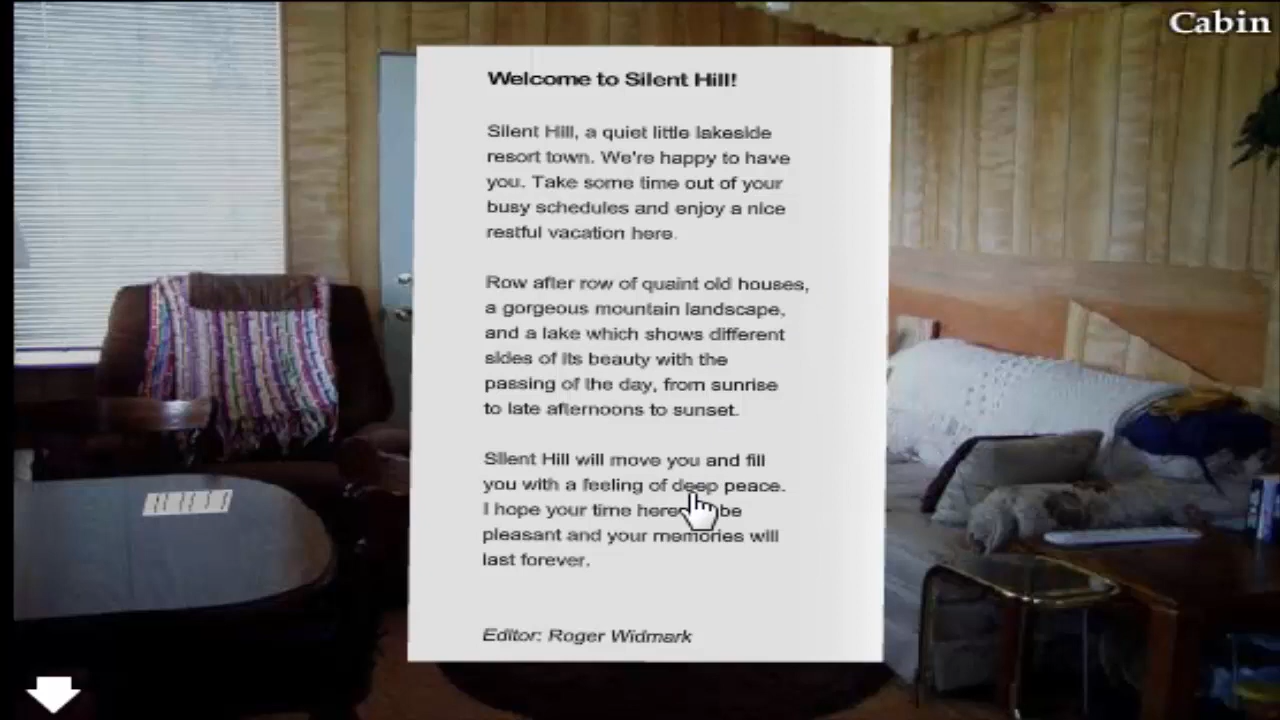 Cabin
Welcome to Silent Hill!
Silent Hill, a quiet little lakeside
resort town. We're happy to have
you. Take some time out of your
busy schedules and enjoy a nice
restful vacation here.
Row after row of quaint old houses,
a gorgeous mountain landscape,
and a lake which shows different
sides of its beauty with the
passing of the day, from sunrise
to late afternoons to sunset.
Silent Hill will move you and fill
you with a feeling of deep peace.
I hope your time here be
pleasant and your memories will
last forever.
Editor: Roger Widmark